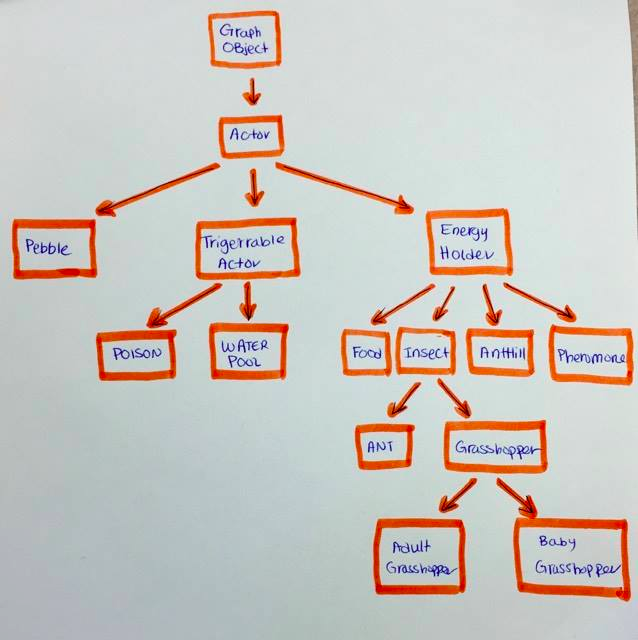 Graph
OBject
Actor
Pebble
Trigerrable
Actor
Energy
Holder
POISON
WATER
POOL
Food
Insect
AntHill
Pheromone
ANT
Grasshopper
Adult
Grasshopper
Baby
Grasshopper